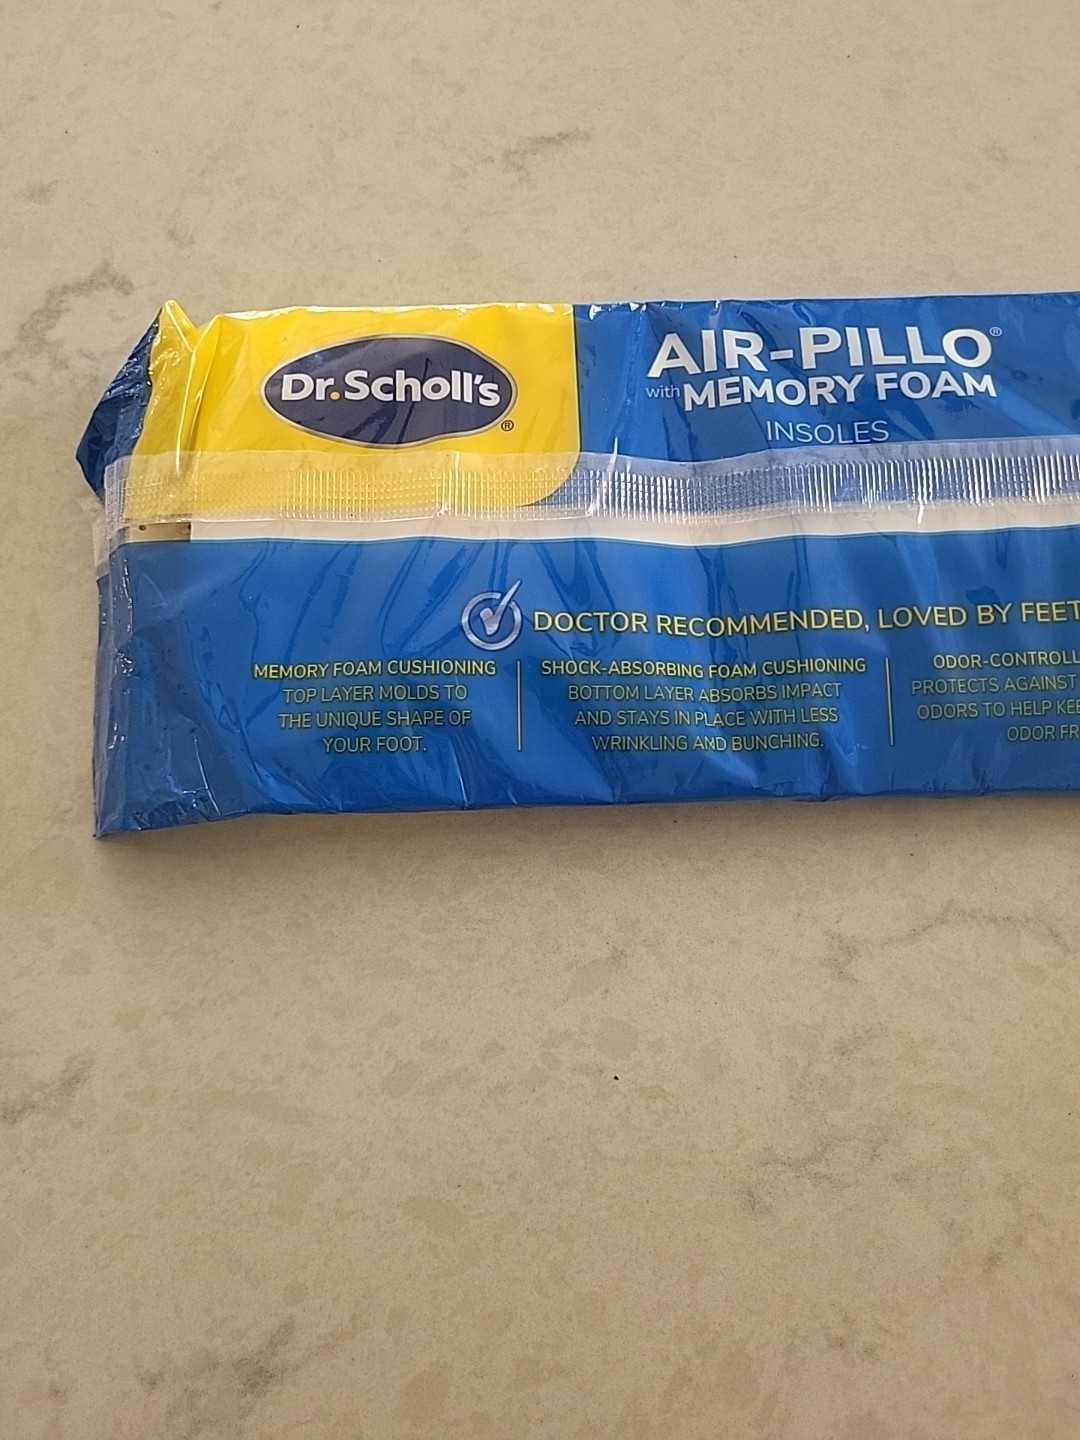 Dr.Scholl's®
AIR-PILLO®
with MEMORY FOAM
INSOLES
DOCTOR RECOMMENDED, LOVED BY FEET
MEMORY FOAM CUSHIONING
TOP LAYER MOLDS TO
THE UNIQUE SHAPE OF
YOUR FOOT.
SHOCK-ABSORBING FOAM CUSHIONING
BOTTOM LAYER ABSORBS IMPACT
AND STAYS IN PLACE WITH LESS
WRINKLING AND BUNCHING.
ODOR-CONTROLL
PROTECTS AGAINST
ODORS TO HELP KEE
ODOR FR